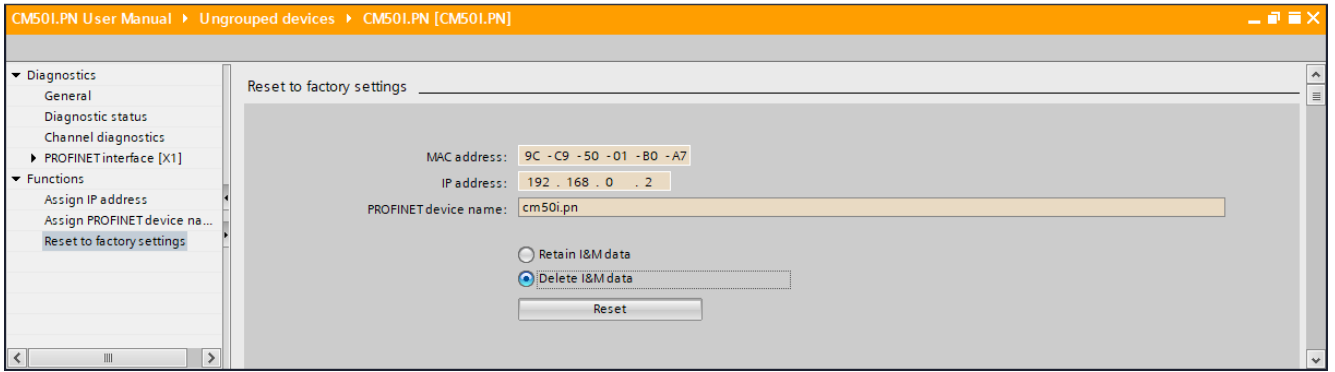 CM50I.PN User Manual ▸ Ungrouped devices ▸ CM50I.PN [CM50I.PN]
Diagnostics
General
Diagnostic status
Channel diagnostics
PROFINET interface [X1]
Functions
Assign IP address
Assign PROFINET device na...
Reset to factory settings
Reset to factory settings
MAC address: 9C - C9 - 50 - 01 - B0 - A7
IP address: 192 . 168 . 0 . 2
PROFINET device name: cm50i.pn
Retain I&M data
Delete I&M data
Reset